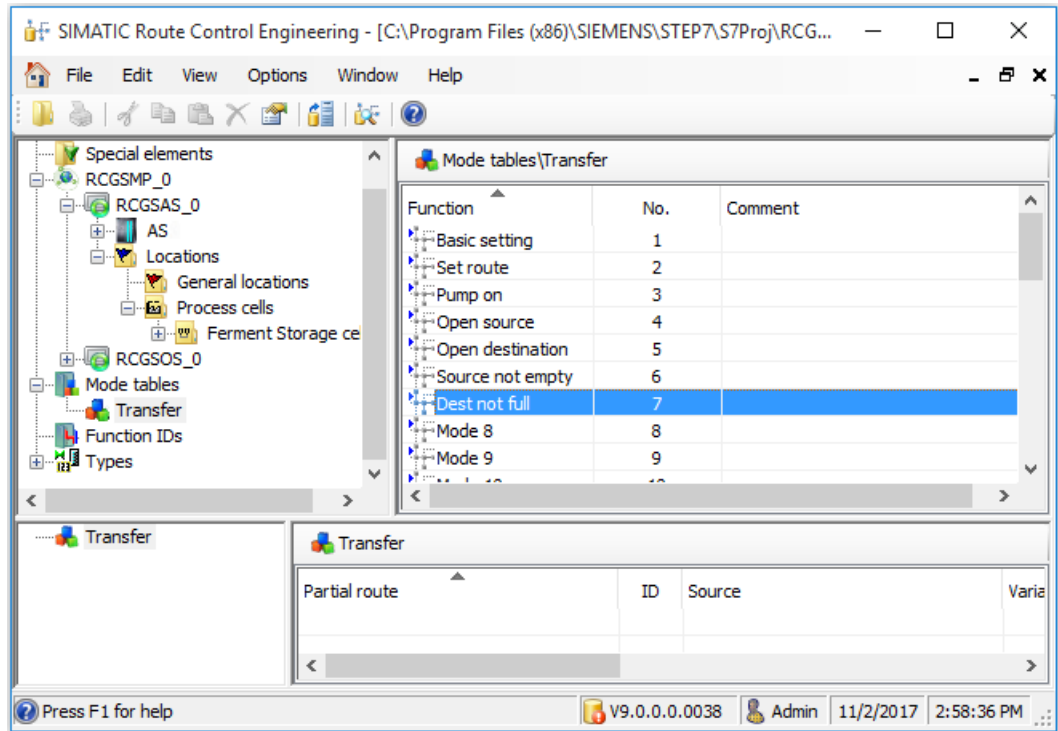 SIMATIC Route Control Engineering - [C:\Program Files (x86)\SIEMENS\STEP7\S7Proj\RCG...
File Edit View Options Window Help
Special elements
RCGSMP_0
RCGSAS_0
AS
Locations
General locations
Process cells
Ferment Storage ce
RCGSOS_0
Mode tables
Transfer
Function IDs
Types
Mode tables\Transfer
Function No. Comment
Basic setting 1
Set route 2
Pump on 3
Open source 4
Open destination 5
Source not empty 6
Dest not full 7
Mode 8 8
Mode 9 9
Transfer
Transfer
Partial route ID Source Varia
Press F1 for help V9.0.0.0.0038 Admin 11/2/2017 2:58:36 PM